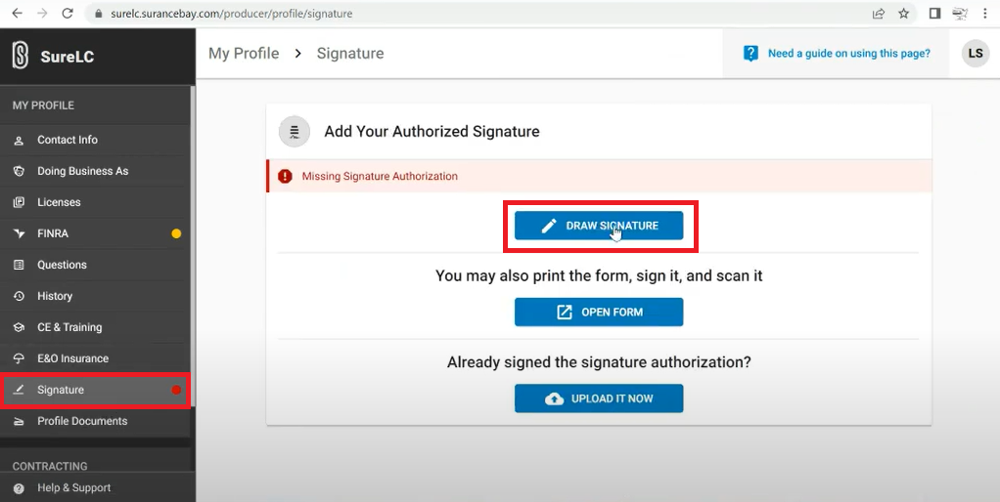 surelc.surancebay.com/producer/profile/signature
SureLC
My Profile > Signature
Need a guide on using this page?
LS
MY PROFILE
Contact Info
Doing Business As
Licenses
FINRA
Questions
History
CE & Training
E&O Insurance
Signature
Profile Documents
CONTRACTING
Help & Support
Add Your Authorized Signature
Missing Signature Authorization
DRAW SIGNATURE
You may also print the form, sign it, and scan it
OPEN FORM
Already signed the signature authorization?
UPLOAD IT NOW